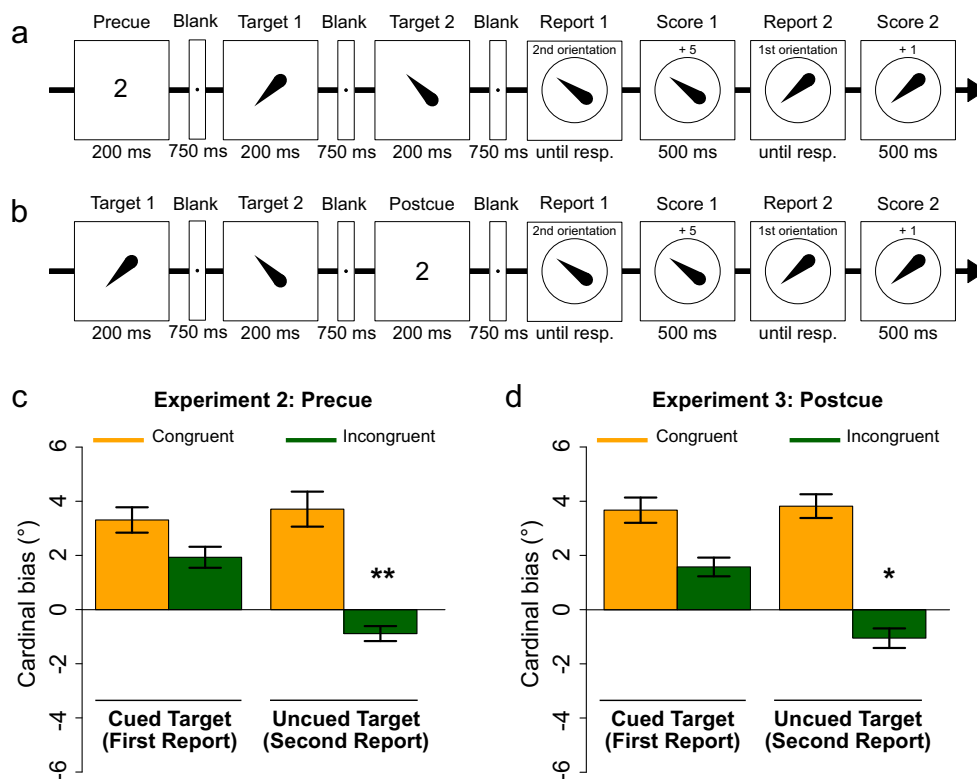 a
Precue Blank Target 1 Blank Target 2 Blank Report 1 Score 1 Report 2 Score 2
2
2nd orientation
+ 5
1st orientation
+ 1
200 ms 750 ms 200 ms 750 ms 200 ms 750 ms until resp. 500 ms until resp. 500 ms
b
Target 1 Blank Target 2 Blank Postcue Blank Report 1 Score 1 Report 2 Score 2
2
2nd orientation
+ 5
1st orientation
+ 1
200 ms 750 ms 200 ms 750 ms 200 ms 750 ms until resp. 500 ms until resp. 500 ms
c
Experiment 2: Precue
Congruent Incongruent
Cardinal bias (°)
6
4
2
0
-2
-4
-6
**
Cued Target
(First Report)
Uncued Target
(Second Report)
d
Experiment 3: Postcue
Congruent Incongruent
Cardinal bias (°)
6
4
2
0
-2
-4
-6
*
Cued Target
(First Report)
Uncued Target
(Second Report)